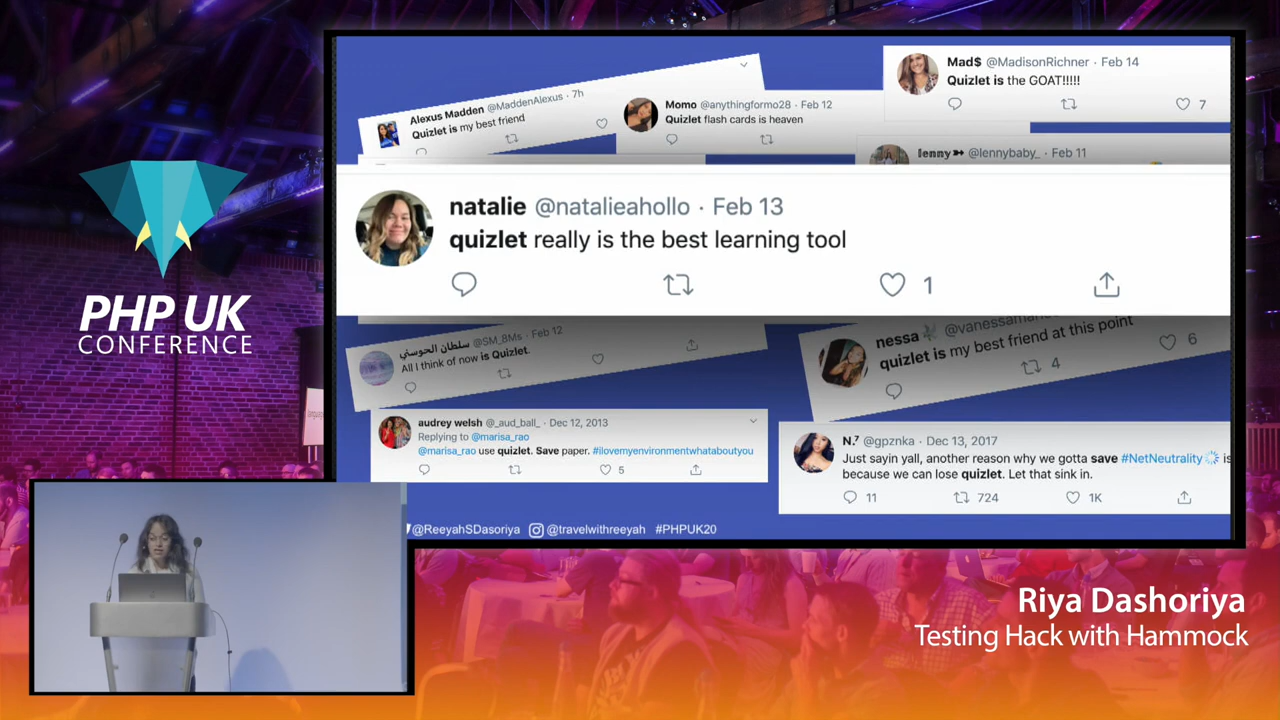 PHP UK
CONFERENCE
Alexus Madden @MaddenAlexus · 7h
Quizlet is my best friend
Momo @anythingformo28 · Feb 12
Quizlet flash cards is heaven
Mad$ @MadisonRichner · Feb 14
Quizlet is the GOAT!!!!!
7
lenny➳ @lennybaby_ · Feb 11
natalie @natalieahollo · Feb 13
quizlet really is the best learning tool
1
سلطان الحوسني @SM_8Ms · Feb 12
All I think of now is Quizlet.
nessa
quizlet is my best friend at this point
4 6
audrey welsh @_aud_ball_ · Dec 12, 2013
Replying to @marisa_rao
@marisa_rao use quizlet. Save paper. #ilovemyenvironmentwhataboutyou
5
N.⁷ @gpznka · Dec 13, 2017
Just sayin yall, another reason why we gotta save #NetNeutrality is
because we can lose quizlet. Let that sink in.
11 724 1K
@ReeyahSDasoriya @travelwithreeyah #PHPUK20
Riya Dashoriya
Testing Hack with Hammock